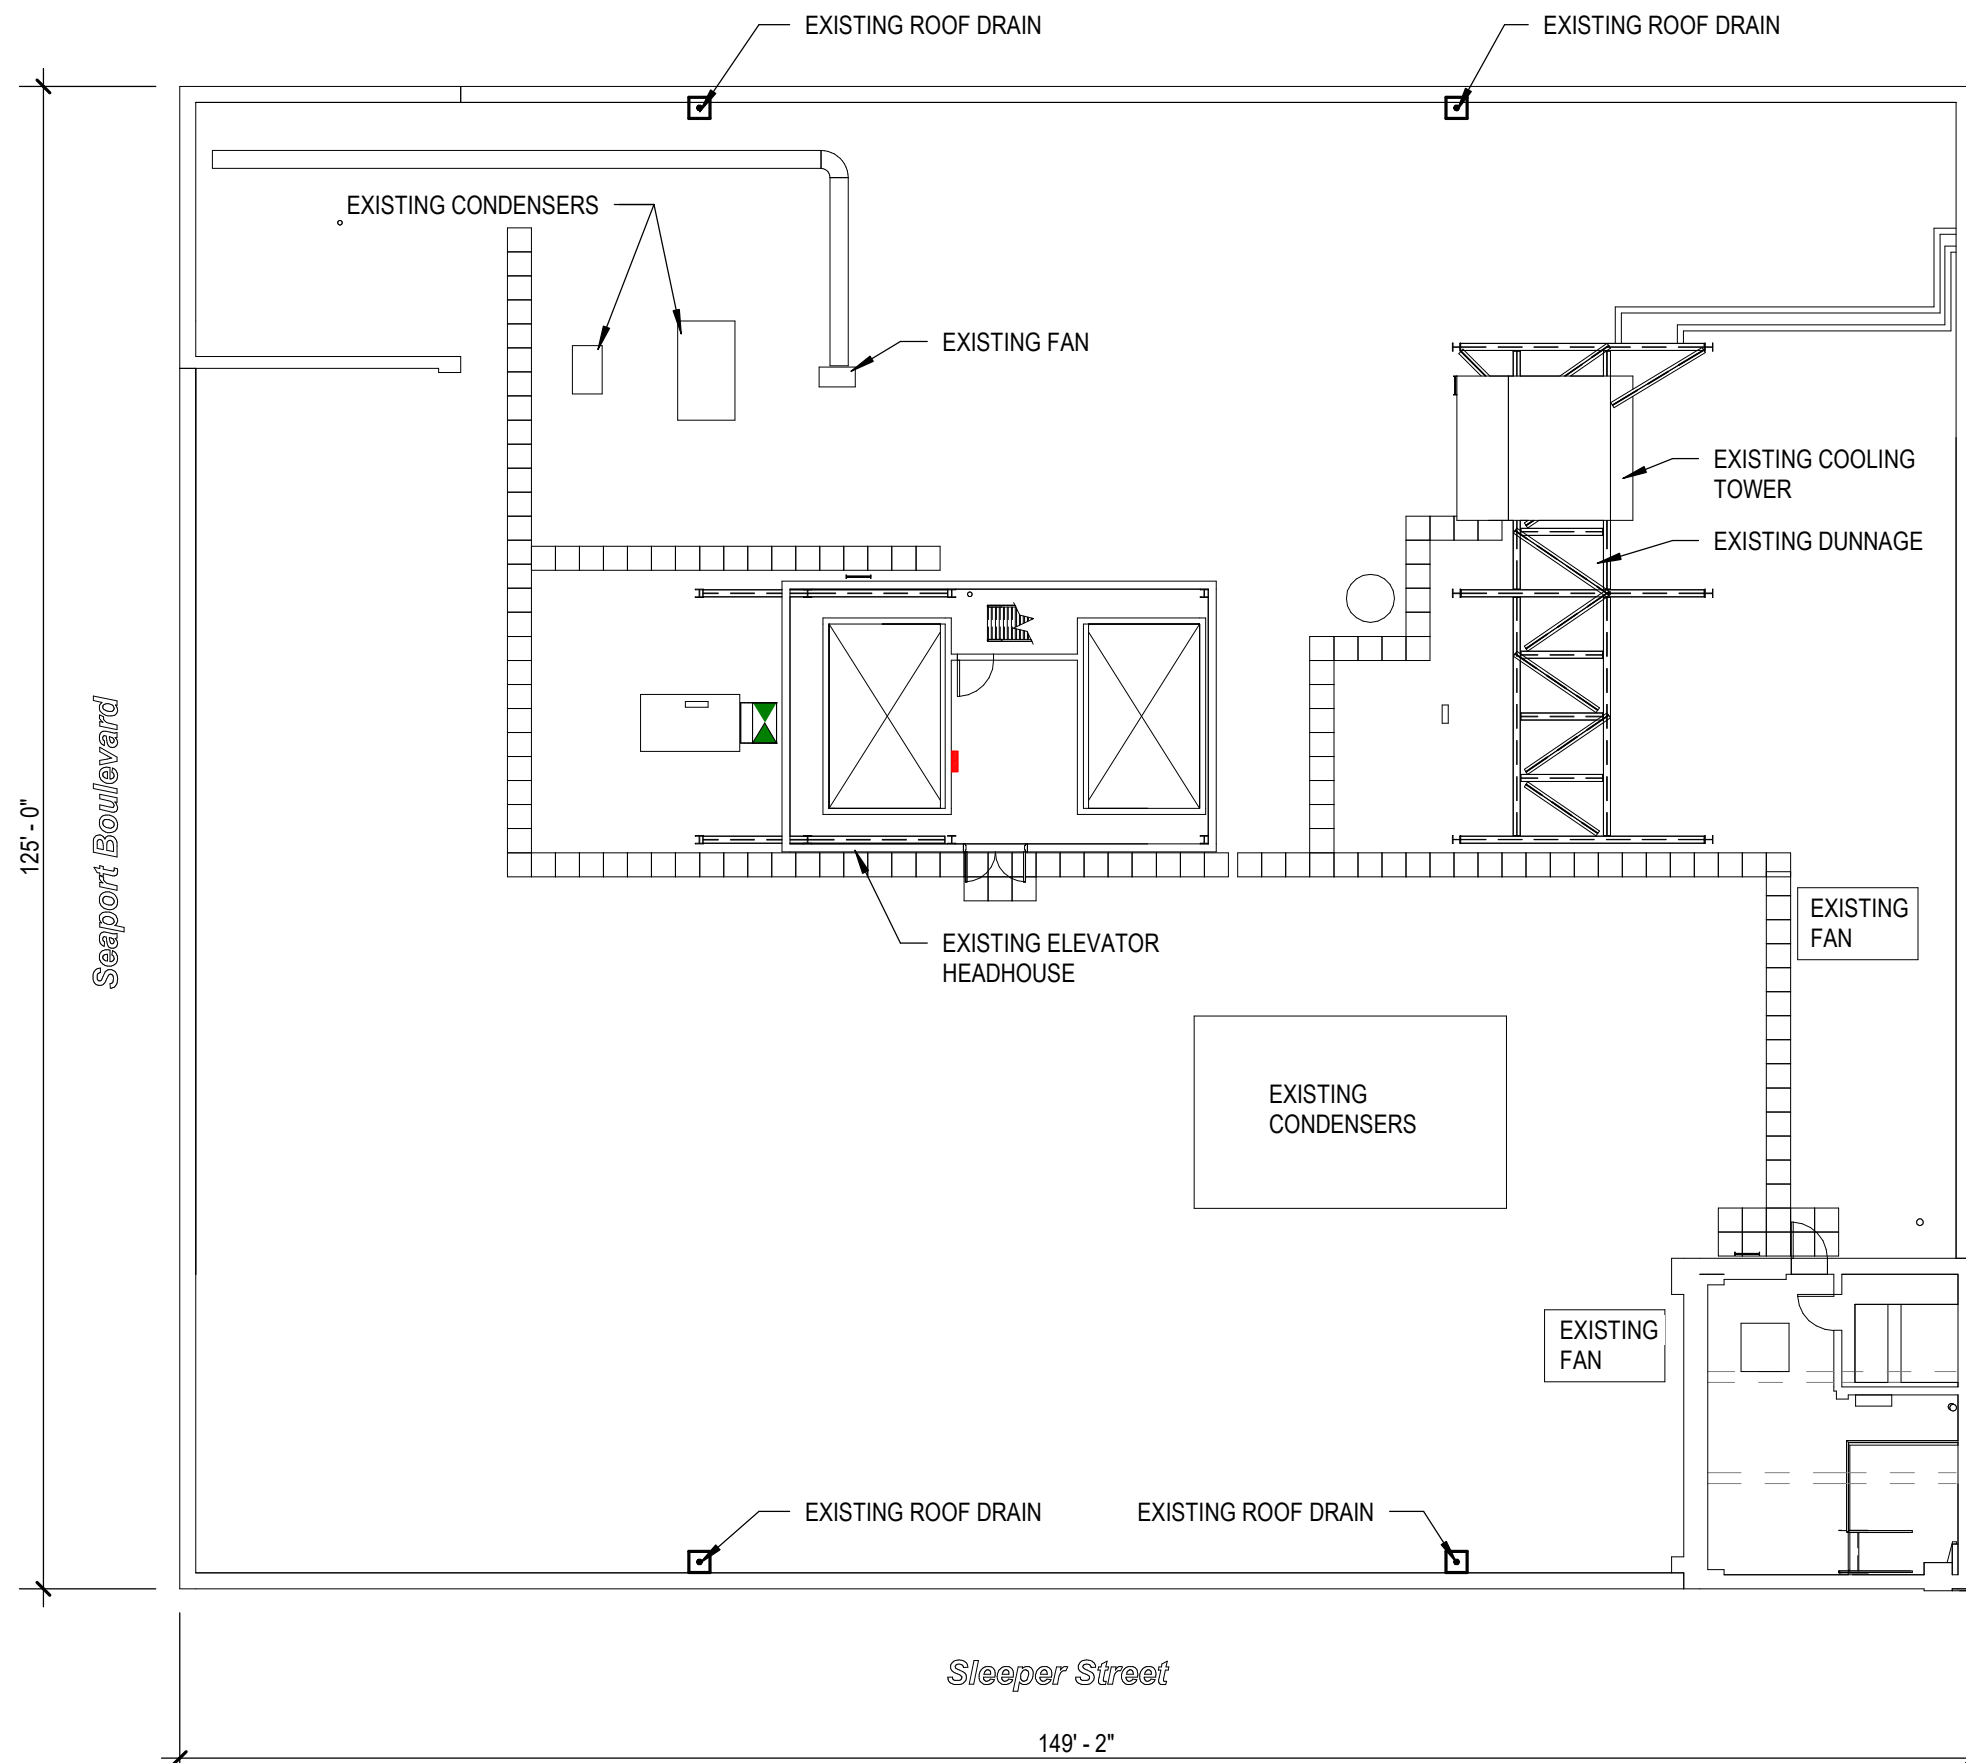 EXISTING ROOF DRAIN
EXISTING ROOF DRAIN
EXISTING CONDENSERS
EXISTING FAN
EXISTING COOLING
TOWER
EXISTING DUNNAGE
Seaport Boulevard
125' - 0"
EXISTING
FAN
EXISTING ELEVATOR
HEADHOUSE
EXISTING
CONDENSERS
EXISTING
FAN
EXISTING ROOF DRAIN
EXISTING ROOF DRAIN
Sleeper Street
149' - 2"